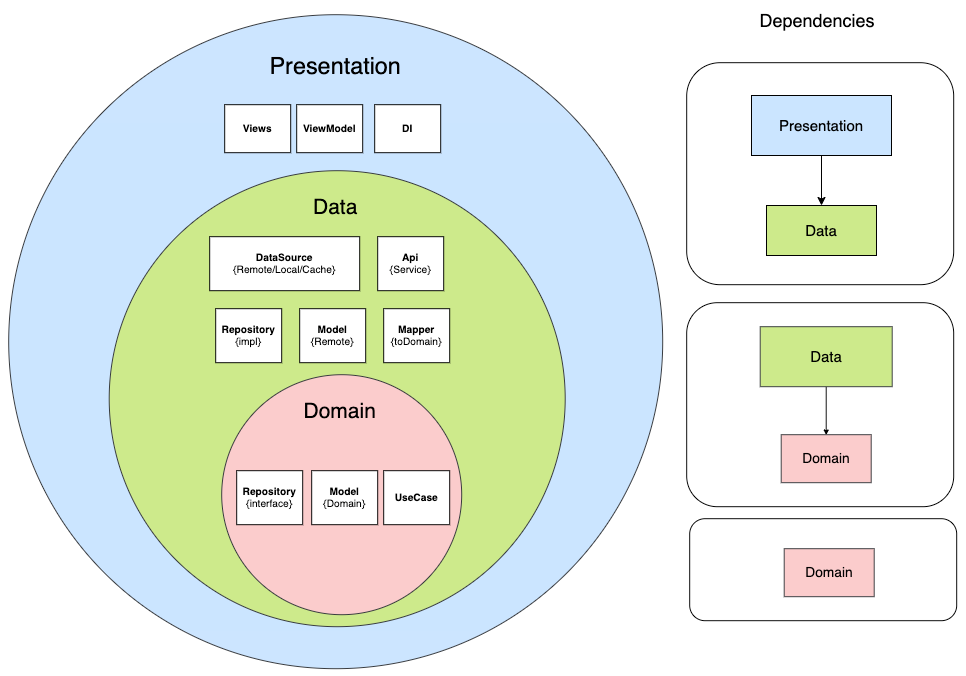 Dependencies
Presentation
Views
ViewModel
DI
Data
DataSource
{Remote/Local/Cache}
Api
{Service}
Repository
{impl}
Model
{Remote}
Mapper
{toDomain}
Domain
Repository
{interface}
Model
{Domain}
UseCase
Presentation
Data
Data
Domain
Domain